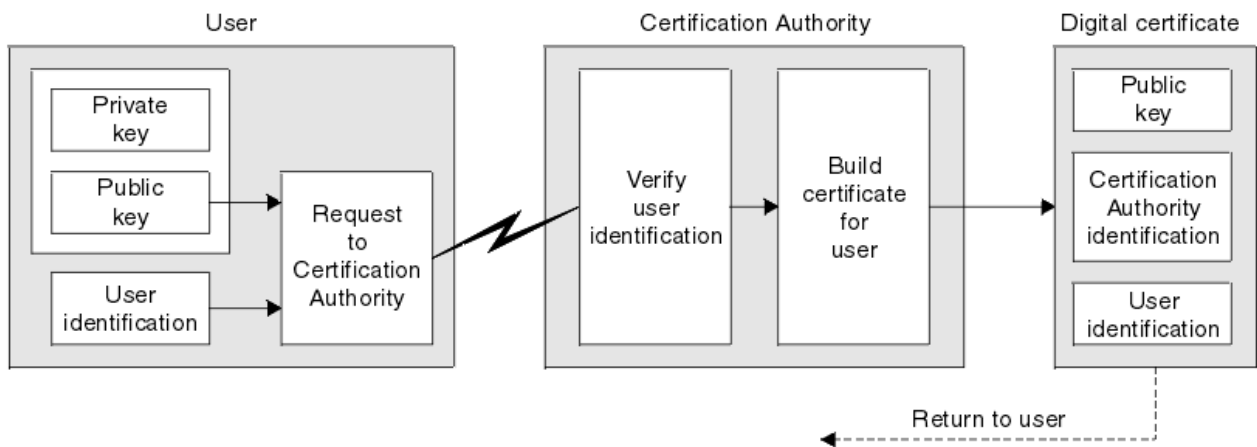 User
Private
key
Public
key
User
identification
Request
to
Certification
Authority
Certification Authority
Verify
user
identification
Build
certificate
for
user
Digital certificate
Public
key
Certification
Authority
identification
User
identification
Return to user